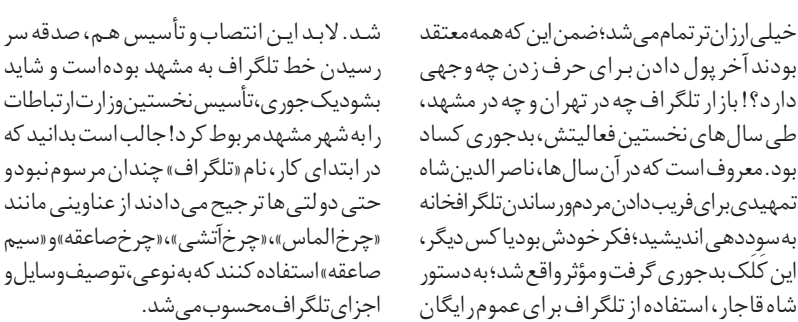 خیلی ارزان‌تر تمام می‌شد؛ ضمن این که همه معتقد
بودند آخر پول دادن برای حرف زدن چه وجهی
دارد؟! بازار تلگراف چه در تهران و چه در مشهد،
طی سال‌های نخستین فعالیتش، بدجوری کساد
بود. معروف است که در آن سال‌ها، ناصرالدین شاه
تمهیدی برای فریب دادن مردم ورساندن تلگرافخانه
به سوددهی اندیشید؛ فکر خودش بود یا کس دیگر،
این کَلَک بدجوری گرفت و مؤثر واقع شد؛ به دستور
شاه قاجار، استفاده از تلگراف برای عموم رایگان
شد. لابد این انتصاب و تأسیس هم، صدقه سر
رسیدن خط تلگراف به مشهد بوده است و شاید
بشود یک جوری، تأسیس نخستین وزارت ارتباطات
را به شهر مشهد مربوط کرد! جالب است بدانید که
در ابتدای کار، نام «تلگراف» چندان مرسوم نبود و
حتی دولتی‌ها ترجیح می‌دادند از عناوینی مانند
«چرخ الماس»، «چرخ آتشی»، «چرخ صاعقه» و «سیم
صاعقه» استفاده کنند که به نوعی، توصیف وسایل و
اجزای تلگراف محسوب می‌شد.